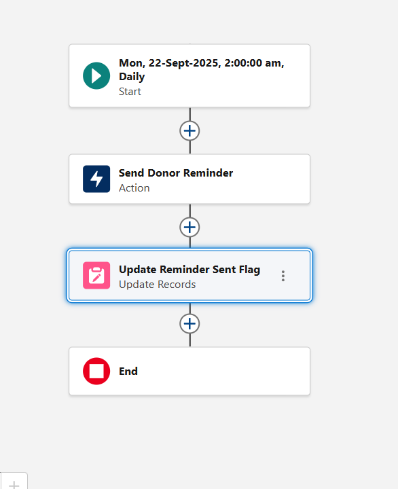 Mon, 22-Sept-2025, 2:00:00 am,
Daily
Start
Send Donor Reminder
Action
Update Reminder Sent Flag
Update Records
End